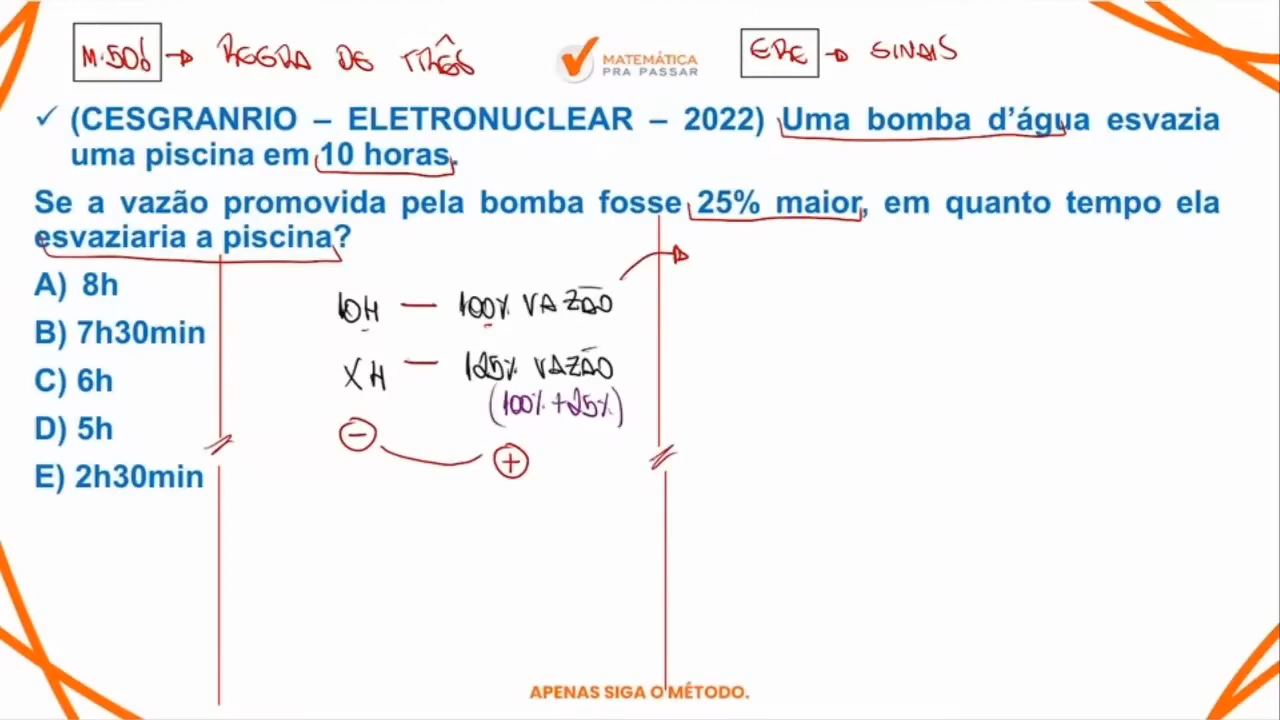 M.50% → REGRA DE TRÊS
MATEMÁTICA
PRA PASSAR
ERE → SINAIS
✓ (CESGRANRIO – ELETRONUCLEAR – 2022) Uma bomba d'água esvazia
uma piscina em 10 horas.
Se a vazão promovida pela bomba fosse 25% maior, em quanto tempo ela
esvaziaria a piscina?
A) 8h
B) 7h30min
C) 6h
D) 5h
E) 2h30min
10H — 100% VAZÃO
XH — 125% VAZÃO
(100% + 25%)
- +
APENAS SIGA O MÉTODO.